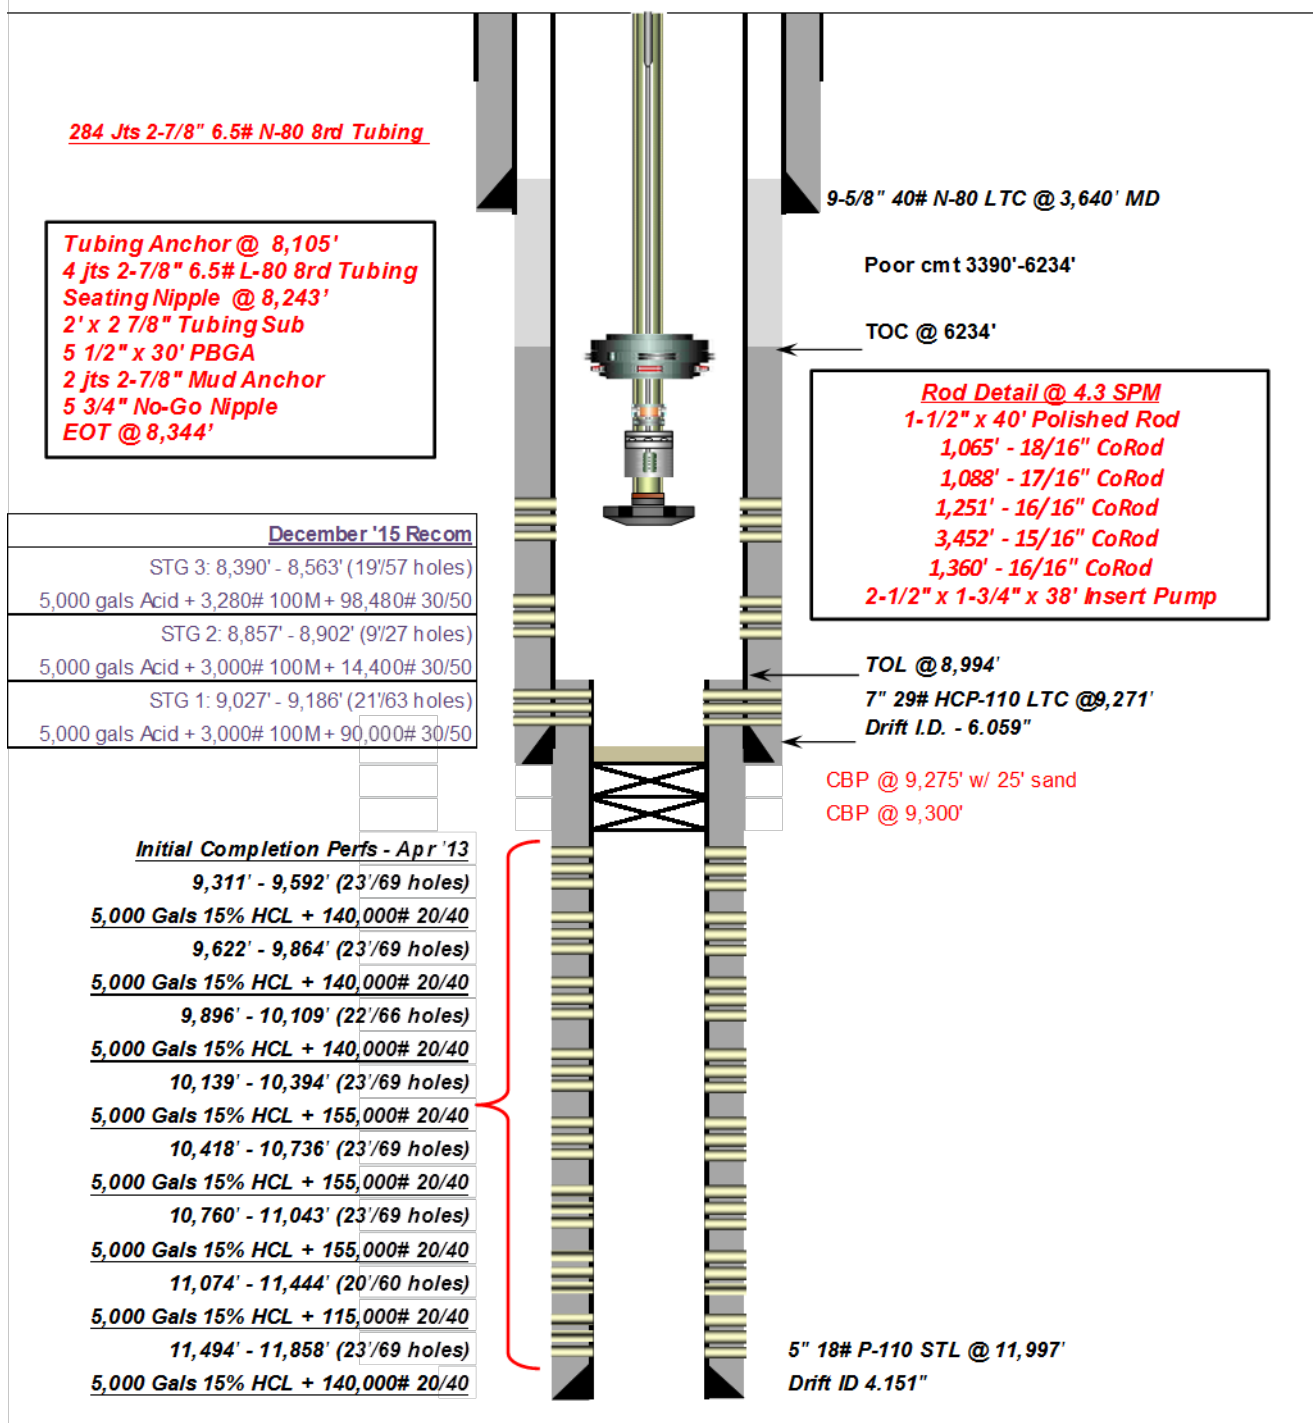 284 Jts 2-7/8" 6.5# N-80 8rd Tubing
9-5/8" 40# N-80 LTC @ 3,640' MD
Tubing Anchor @ 8,105'
4 jts 2-7/8" 6.5# L-80 8rd Tubing
Seating Nipple @ 8,243'
2' x 2 7/8" Tubing Sub
5 1/2" x 30' PBGA
2 jts 2-7/8" Mud Anchor
5 3/4" No-Go Nipple
EOT @ 8,344'
Poor cmt 3390'-6234'
TOC @ 6234'
Rod Detail @ 4.3 SPM
1-1/2" x 40' Polished Rod
1,065' - 18/16" CoRod
1,088' - 17/16" CoRod
1,251' - 16/16" CoRod
3,452' - 15/16" CoRod
1,360' - 16/16" CoRod
2-1/2" x 1-3/4" x 38' Insert Pump
December '15 Recom
STG 3: 8,390' - 8,563' (19'/57 holes)
5,000 gals Acid + 3,280# 100M + 98,480# 30/50
STG 2: 8,857' - 8,902' (9'/27 holes)
5,000 gals Acid + 3,000# 100M + 14,400# 30/50
STG 1: 9,027' - 9,186' (21'/63 holes)
5,000 gals Acid + 3,000# 100M + 90,000# 30/50
TOL @ 8,994'
7" 29# HCP-110 LTC @9,271'
Drift I.D. - 6.059"
CBP @ 9,275' w/ 25' sand
CBP @ 9,300'
Initial Completion Perfs - Apr '13
9,311' - 9,592' (23'/69 holes)
5,000 Gals 15% HCL + 140,000# 20/40
9,622' - 9,864' (23'/69 holes)
5,000 Gals 15% HCL + 140,000# 20/40
9,896' - 10,109' (22'/66 holes)
5,000 Gals 15% HCL + 140,000# 20/40
10,139' - 10,394' (23'/69 holes)
5,000 Gals 15% HCL + 155,000# 20/40
10,418' - 10,736' (23'/69 holes)
5,000 Gals 15% HCL + 155,000# 20/40
10,760' - 11,043' (23'/69 holes)
5,000 Gals 15% HCL + 155,000# 20/40
11,074' - 11,444' (20'/60 holes)
5,000 Gals 15% HCL + 115,000# 20/40
11,494' - 11,858' (23'/69 holes)
5,000 Gals 15% HCL + 140,000# 20/40
5" 18# P-110 STL @ 11,997'
Drift ID 4.151"